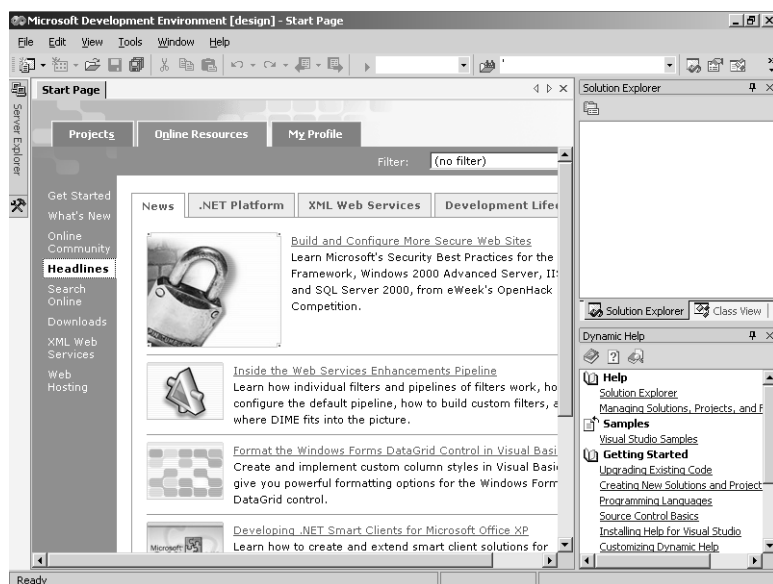 Microsoft Development Environment [design] - Start Page
File Edit View Tools Window Help
Server Explorer
Start Page
Projects Online Resources My Profile
Filter: (no filter)
Get Started
What's New
Online Community
Headlines
Search Online
Downloads
XML Web Services
Web Hosting
News .NET Platform XML Web Services Development Lifec
Build and Configure More Secure Web Sites
Learn Microsoft's Security Best Practices for the
Framework, Windows 2000 Advanced Server, II
and SQL Server 2000, from eWeek's OpenHack
Competition.
Inside the Web Services Enhancements Pipeline
Learn how individual filters and pipelines of filters work, ho
configure the default pipeline, how to build custom filters, a
where DIME fits into the picture.
Format the Windows Forms DataGrid Control in Visual Basi
Create and implement custom column styles in Visual Basi
give you powerful formatting options for the Windows Form
DataGrid control.
Microsoft
Developing .NET Smart Clients for Microsoft Office XP
Learn how to create and extend smart client solutions for
Solution Explorer
Solution Explorer Class View
Dynamic Help
Help
Solution Explorer
Managing Solutions, Projects, and F
Samples
Visual Studio Samples
Getting Started
Upgrading Existing Code
Creating New Solutions and Project
Programming Languages
Source Control Basics
Installing Help for Visual Studio
Customizing Dynamic Help
Ready